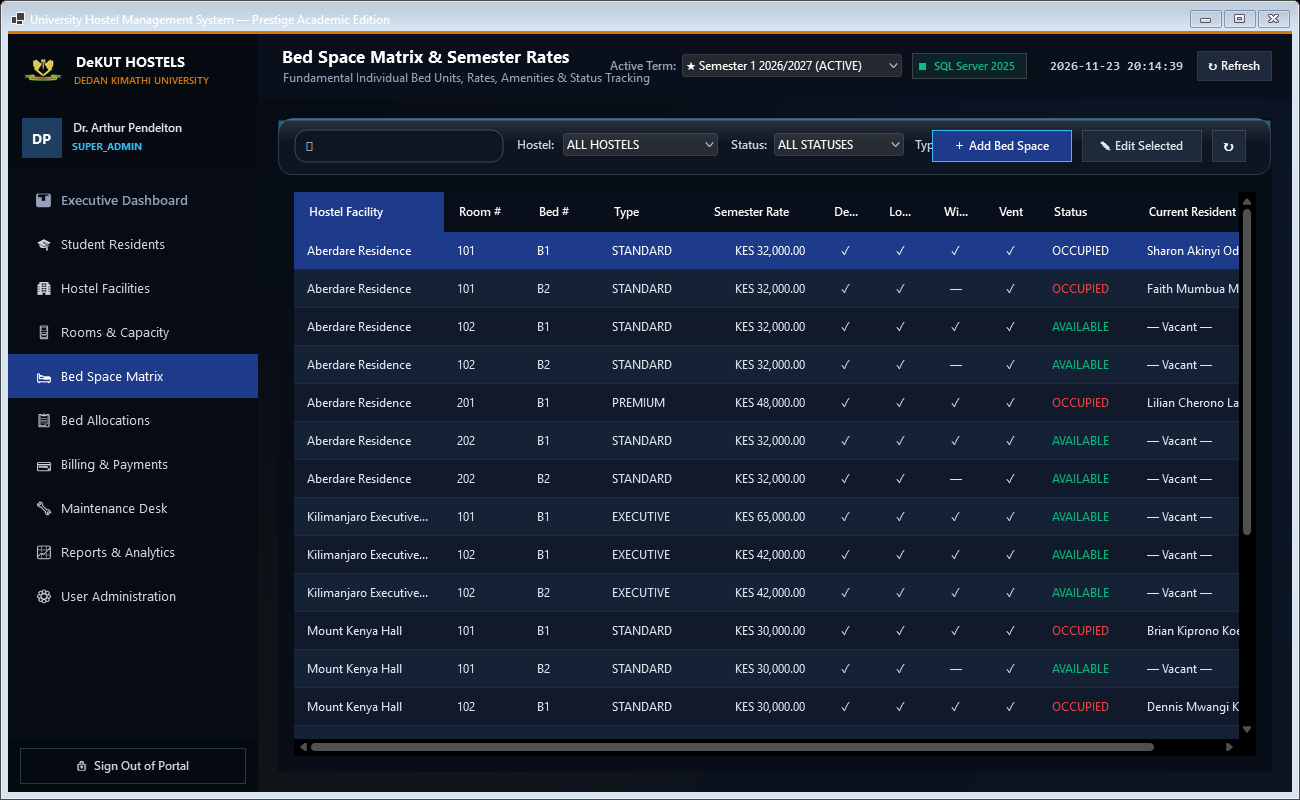 University Hostel Management System — Prestige Academic Edition
DeKUT HOSTELS
DEDAN KIMATHI UNIVERSITY
DP
Dr. Arthur Pendelton
SUPER_ADMIN
Executive Dashboard
Student Residents
Hostel Facilities
Rooms & Capacity
Bed Space Matrix
Bed Allocations
Billing & Payments
Maintenance Desk
Reports & Analytics
User Administration
Sign Out of Portal
Bed Space Matrix & Semester Rates
Fundamental Individual Bed Units, Rates, Amenities & Status Tracking
Active Term: ★ Semester 1 2026/2027 (ACTIVE)
SQL Server 2025
2026-11-23 20:14:39
↻ Refresh
Hostel: ALL HOSTELS Status: ALL STATUSES Typ
+ Add Bed Space
Edit Selected
↻
Hostel Facility Room # Bed # Type Semester Rate De... Lo... Wi... Vent Status Current Resident
Aberdare Residence 101 B1 STANDARD KES 32,000.00 ✓ ✓ ✓ ✓ OCCUPIED Sharon Akinyi Od
Aberdare Residence 101 B2 STANDARD KES 32,000.00 ✓ ✓ — ✓ OCCUPIED Faith Mumbua M
Aberdare Residence 102 B1 STANDARD KES 32,000.00 ✓ ✓ ✓ ✓ AVAILABLE — Vacant —
Aberdare Residence 102 B2 STANDARD KES 32,000.00 ✓ ✓ — ✓ AVAILABLE — Vacant —
Aberdare Residence 201 B1 PREMIUM KES 48,000.00 ✓ ✓ ✓ ✓ OCCUPIED Lilian Cherono La
Aberdare Residence 202 B1 STANDARD KES 32,000.00 ✓ ✓ ✓ ✓ AVAILABLE — Vacant —
Aberdare Residence 202 B2 STANDARD KES 32,000.00 ✓ ✓ — ✓ AVAILABLE — Vacant —
Kilimanjaro Executive... 101 B1 EXECUTIVE KES 65,000.00 ✓ ✓ ✓ ✓ AVAILABLE — Vacant —
Kilimanjaro Executive... 102 B1 EXECUTIVE KES 42,000.00 ✓ ✓ ✓ ✓ AVAILABLE — Vacant —
Kilimanjaro Executive... 102 B2 EXECUTIVE KES 42,000.00 ✓ ✓ ✓ ✓ AVAILABLE — Vacant —
Mount Kenya Hall 101 B1 STANDARD KES 30,000.00 ✓ ✓ ✓ ✓ OCCUPIED Brian Kiprono Koe
Mount Kenya Hall 101 B2 STANDARD KES 30,000.00 ✓ ✓ — ✓ AVAILABLE — Vacant —
Mount Kenya Hall 102 B1 STANDARD KES 30,000.00 ✓ ✓ ✓ ✓ OCCUPIED Dennis Mwangi K